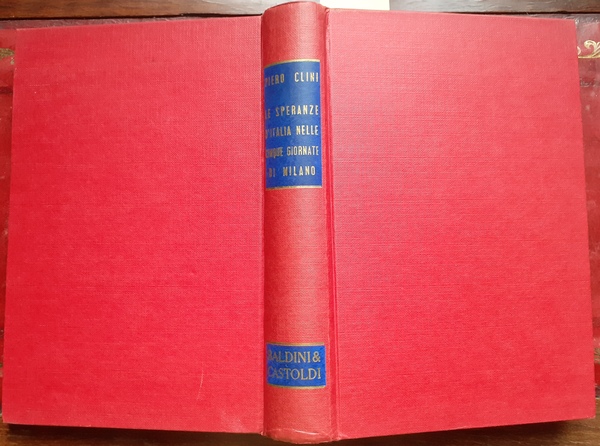 PIERO CLINI
LE SPERANZE
D'ITALIA NELLE
CINQUE GIORNATE
DI MILANO
BALDINI &
CASTOLDI